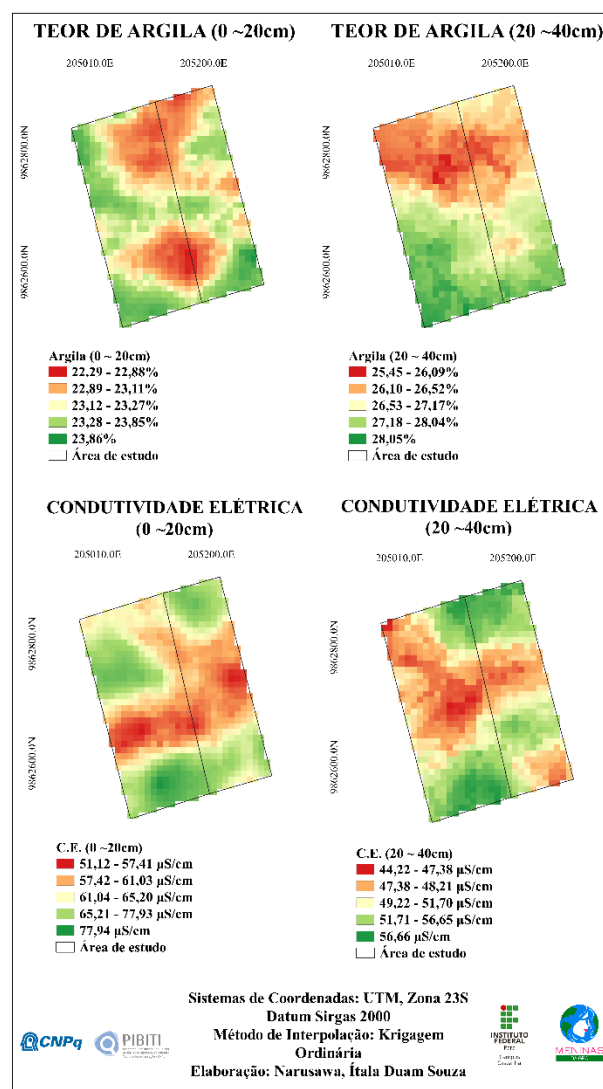 TEOR DE ARGILA (0 ~20cm)
205010.0E 205200.0E
9862800.0N
9862600.0N
Argila (0 ~ 20cm)
22,29 - 22,88%
22,89 - 23,11%
23,12 - 23,27%
23,28 - 23,85%
23,86%
Área de estudo
TEOR DE ARGILA (20 ~40cm)
205010.0E 205200.0E
9862800.0N
9862600.0N
Argila (20 ~ 40cm)
25,45 - 26,09%
26,10 - 26,52%
26,53 - 27,17%
27,18 - 28,04%
28,05%
Área de estudo
CONDUTIVIDADE ELÉTRICA
(0 ~20cm)
205010.0E 205200.0E
9862800.0N
9862600.0N
C.E. (0 ~20cm)
51,12 - 57,41 µS/cm
57,42 - 61,03 µS/cm
61,04 - 65,20 µS/cm
65,21 - 77,93 µS/cm
77,94 µS/cm
Área de estudo
CONDUTIVIDADE ELÉTRICA
(20 ~40cm)
205010.0E 205200.0E
9862800.0N
9862600.0N
C.E. (20 ~ 40cm)
44,22 - 47,38 µS/cm
47,38 - 48,21 µS/cm
49,22 - 51,70 µS/cm
51,71 - 56,65 µS/cm
56,66 µS/cm
Área de estudo
Sistemas de Coordenadas: UTM, Zona 23S
Datum Sirgas 2000
Método de Interpolação: Krigagem
Ordinária
Elaboração: Narusawa, Ítala Duam Souza
CNPq
PIBITI
INSTITUTO
FEDERAL
Pará
MENINAS